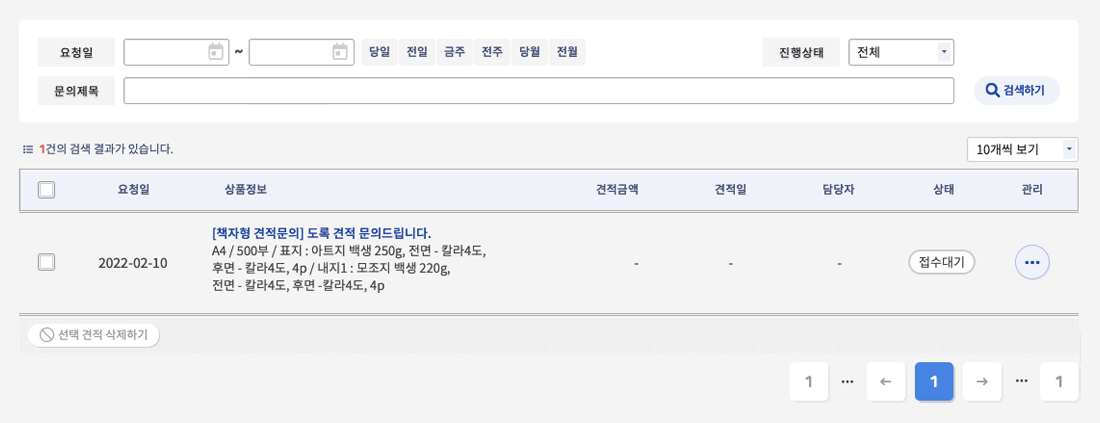 요청일 ~ 당일 전일 금주 전주 당월 전월 진행상태 전체
문의제목 검색하기
1건의 검색 결과가 있습니다. 10개씩 보기
요청일 상품정보 견적금액 견적일 담당자 상태 관리
[책자형 견적문의] 도록 견적 문의드립니다.
A4 / 500부 / 표지 : 아트지 백생 250g, 전면 - 칼라4도,
2022-02-10 후면 - 칼라4도, 4p / 내지1 : 모조지 백생 220g, - - - 접수대기 •••
전면 - 칼라4도, 후면 -칼라4도, 4p
선택 견적 삭제하기
1 ••• ← 1 → ••• 1